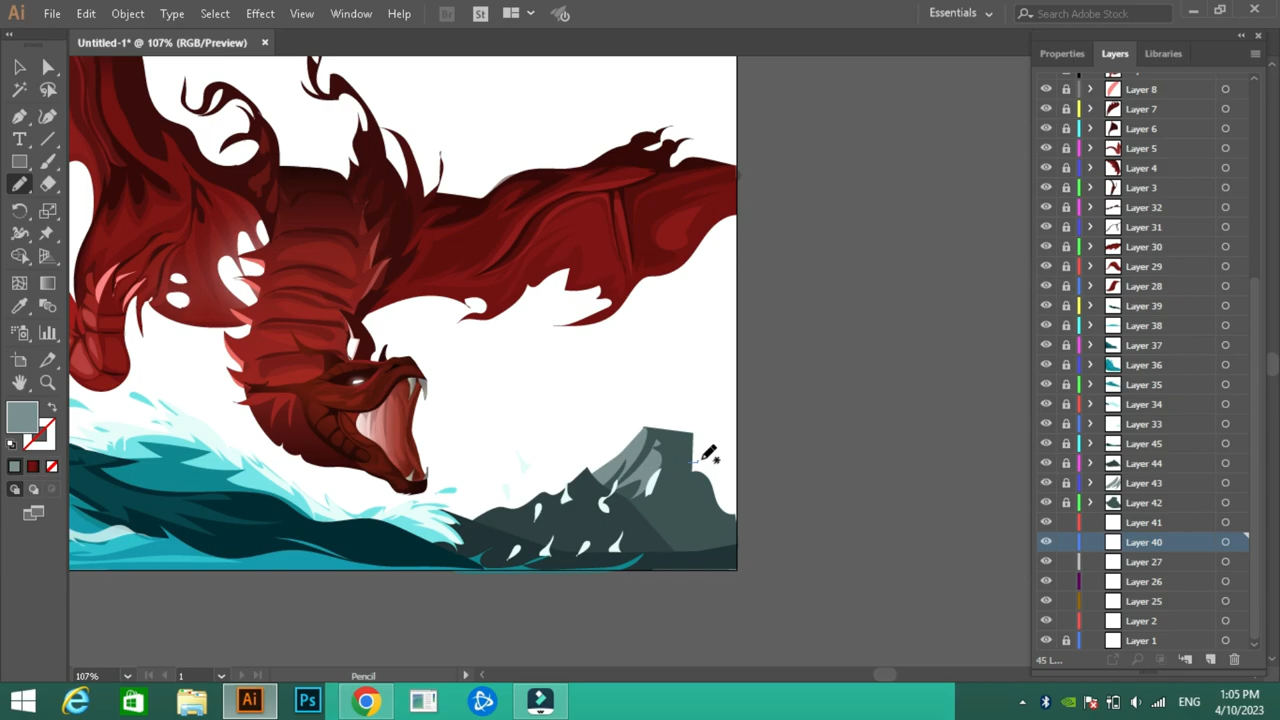 Ai File Edit Object Type Select Effect View Window Help Br St Essentials Search Adobe Stock
Untitled-1* @ 107% (RGB/Preview)
Properties Layers Libraries
Layer 8
Layer 7
Layer 6
Layer 5
Layer 4
Layer 3
Layer 32
Layer 31
Layer 30
Layer 29
Layer 28
Layer 39
Layer 38
Layer 37
Layer 36
Layer 35
Layer 34
Layer 33
Layer 45
Layer 44
Layer 43
Layer 42
Layer 41
Layer 40
Layer 27
Layer 26
Layer 25
Layer 2
Layer 1
45 L...
107% 1 Pencil
Ai Ps ENG 1:05 PM
4/10/2023